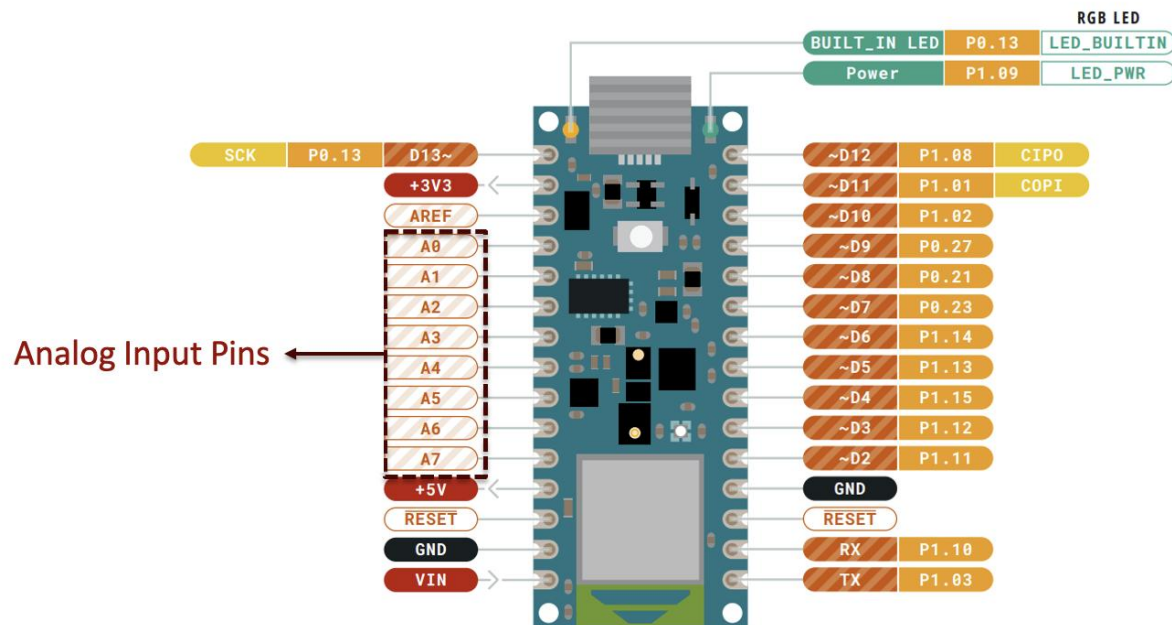 RGB LED
BUILT_IN LED P0.13 LED_BUILTIN
Power P1.09 LED_PWR
SCK P0.13 D13~
+3V3
AREF
A0
A1
A2
A3
A4
A5
A6
A7
+5V
RESET
GND
VIN
Analog Input Pins
~D12 P1.08 CIPO
~D11 P1.01 COPI
~D10 P1.02
~D9 P0.27
~D8 P0.21
~D7 P0.23
~D6 P1.14
~D5 P1.13
~D4 P1.15
~D3 P1.12
~D2 P1.11
GND
RESET
RX P1.10
TX P1.03